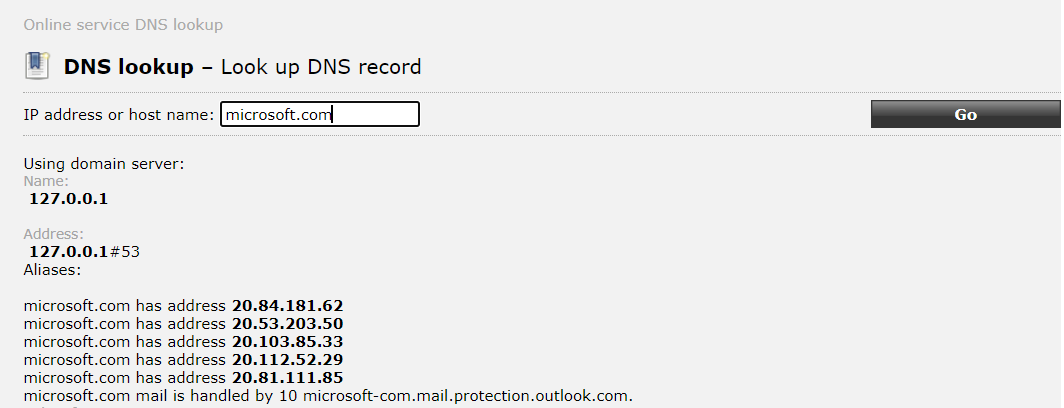 Online service DNS lookup
DNS lookup – Look up DNS record
IP address or host name: microsoft.com Go
Using domain server:
Name:
127.0.0.1
Address:
127.0.0.1#53
Aliases:
microsoft.com has address 20.84.181.62
microsoft.com has address 20.53.203.50
microsoft.com has address 20.103.85.33
microsoft.com has address 20.112.52.29
microsoft.com has address 20.81.111.85
microsoft.com mail is handled by 10 microsoft-com.mail.protection.outlook.com.